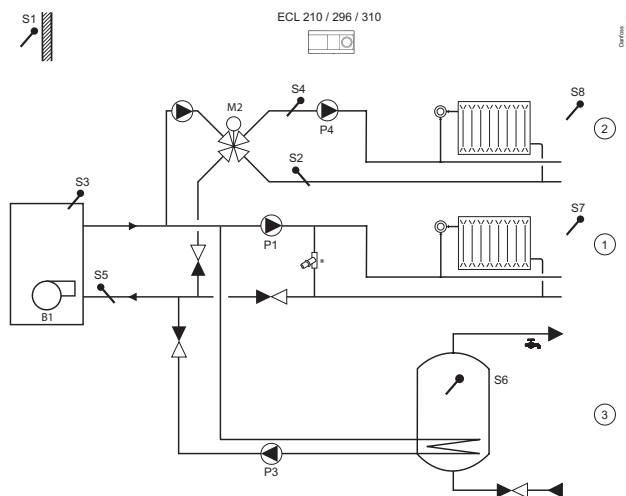 S1
ECL 210 / 296 / 310
Danfoss
S4
M2
S8
P4
2
S2
S3
S7
P1
1
*
S5
B1
S6
3
P3